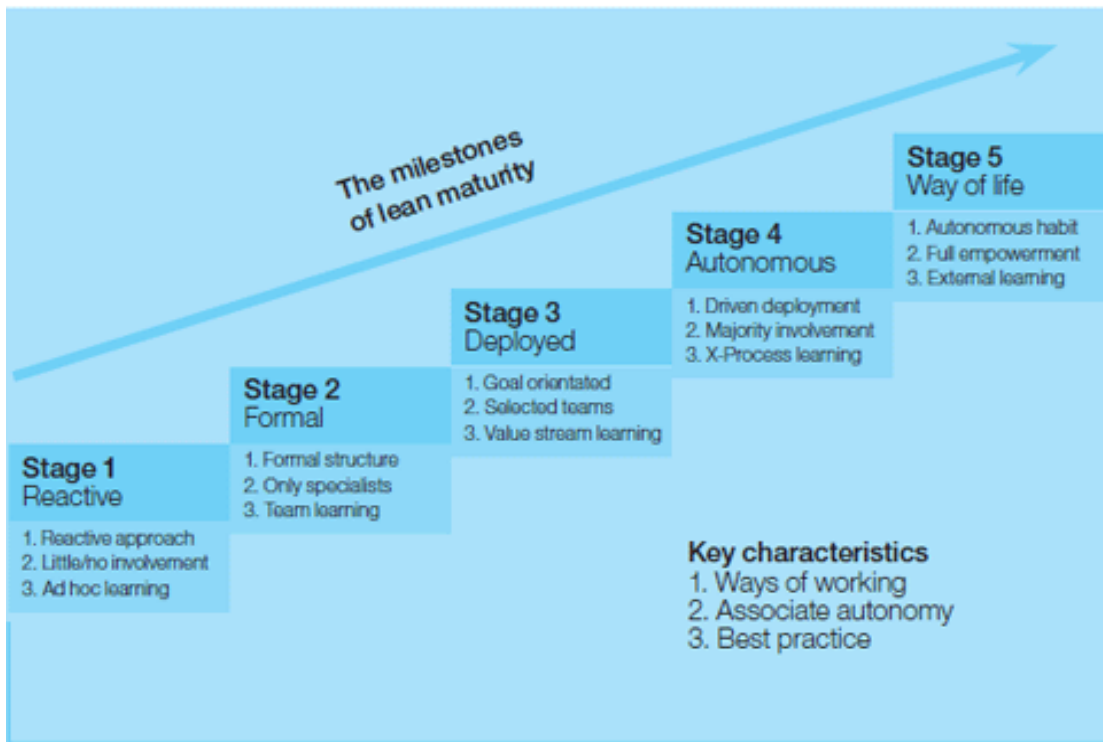 The milestones
of lean maturity
Stage 1
Reactive
1. Reactive approach
2. Little/no involvement
3. Ad hoc learning
Stage 2
Formal
1. Formal structure
2. Only specialists
3. Team learning
Stage 3
Deployed
1. Goal orientated
2. Selected teams
3. Value stream learning
Stage 4
Autonomous
1. Driven deployment
2. Majority involvement
3. X-Process learning
Stage 5
Way of life
1. Autonomous habit
2. Full empowerment
3. External learning
Key characteristics
1. Ways of working
2. Associate autonomy
3. Best practice